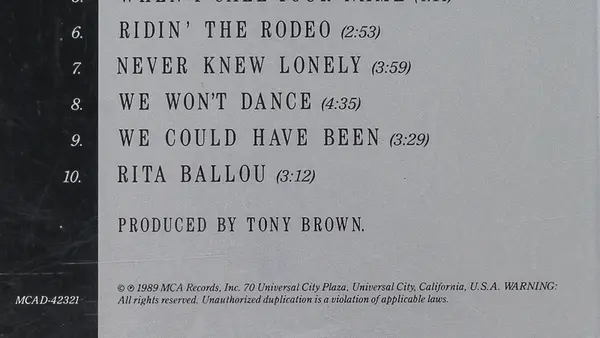 6. RIDIN' THE RODEO (2:53)
7. NEVER KNEW LONELY (3:59)
8. WE WON'T DANCE (4:35)
9. WE COULD HAVE BEEN (3:29)
10. RITA BALLOU (3:12)
PRODUCED BY TONY BROWN.
© ℗ 1989 MCA Records, Inc. 70 Universal City Plaza, Universal City, California, U.S.A. WARNING:
MCAD-42321 All rights reserved. Unauthorized duplication is a violation of applicable laws.